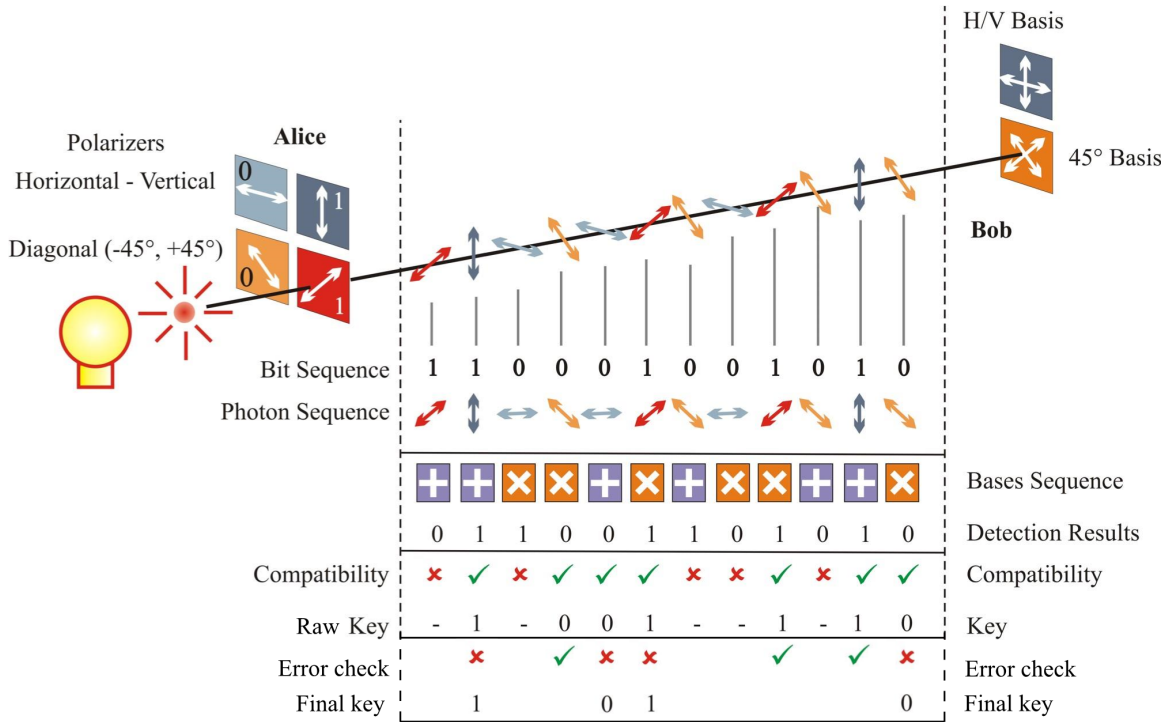 H/V Basis
Alice
Polarizers
Horizontal - Vertical
0
1
45° Basis
Diagonal (-45°, +45°)
0
1
Bob
Bit Sequence 1 1 0 0 0 1 0 0 1 0 1 0
Photon Sequence
Bases Sequence
0 1 1 0 0 1 1 0 1 0 1 0 Detection Results
Compatibility Compatibility
Raw Key - 1 - 0 0 1 - - 1 - 1 0 Key
Error check Error check
Final key 1 0 1 0 Final key